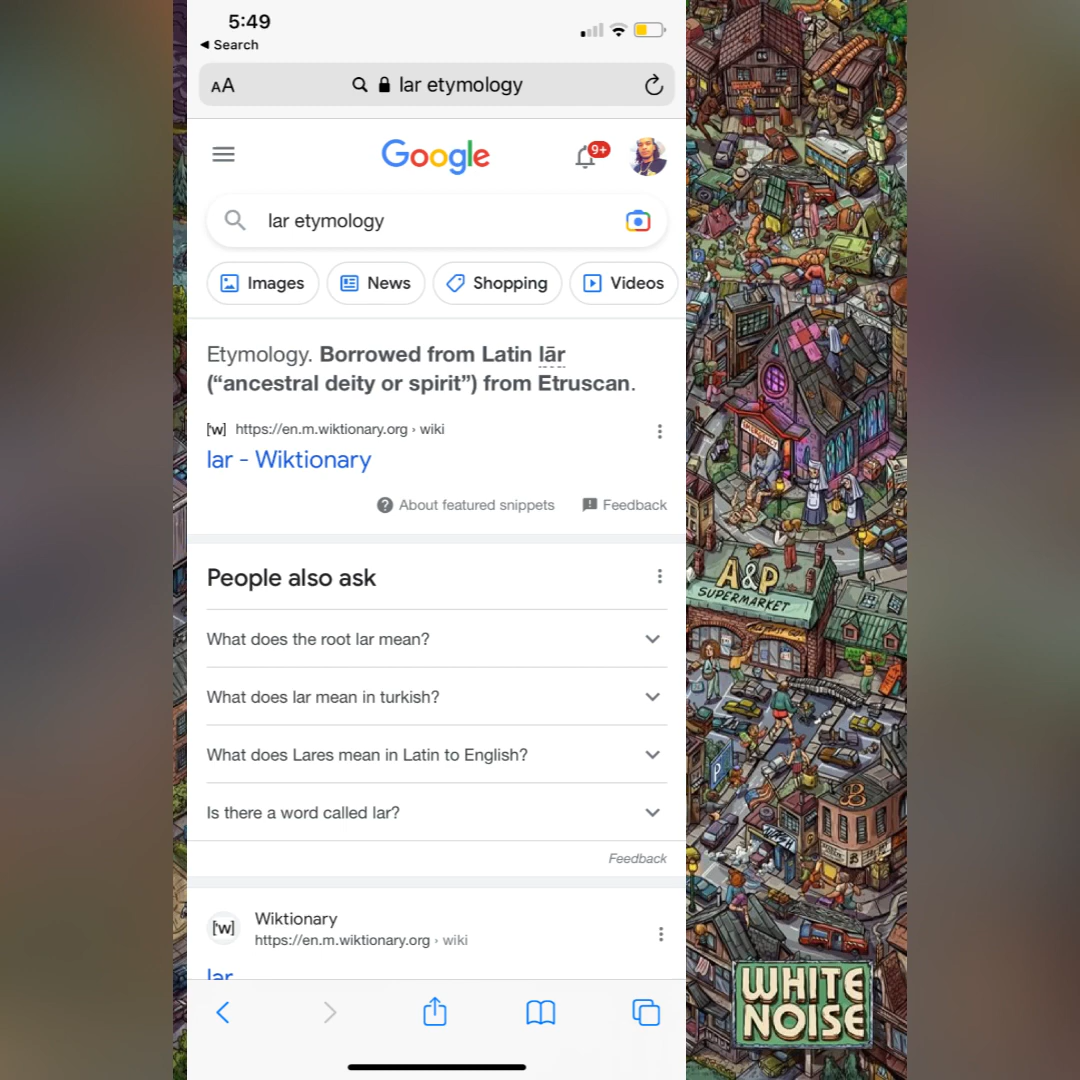 5:49
◀ Search
AA lar etymology
Google
9+
lar etymology
Images News Shopping Videos
Etymology. Borrowed from Latin lār
(“ancestral deity or spirit”) from Etruscan.
[w] https://en.m.wiktionary.org › wiki
lar - Wiktionary
About featured snippets Feedback
People also ask
What does the root lar mean?
What does lar mean in turkish?
What does Lares mean in Latin to English?
Is there a word called lar?
Feedback
['w] Wiktionary
https://en.m.wiktionary.org › wiki
lar
EMERGENCY
A&P
SUPERMARKET
P
B
WHITE
NOISE